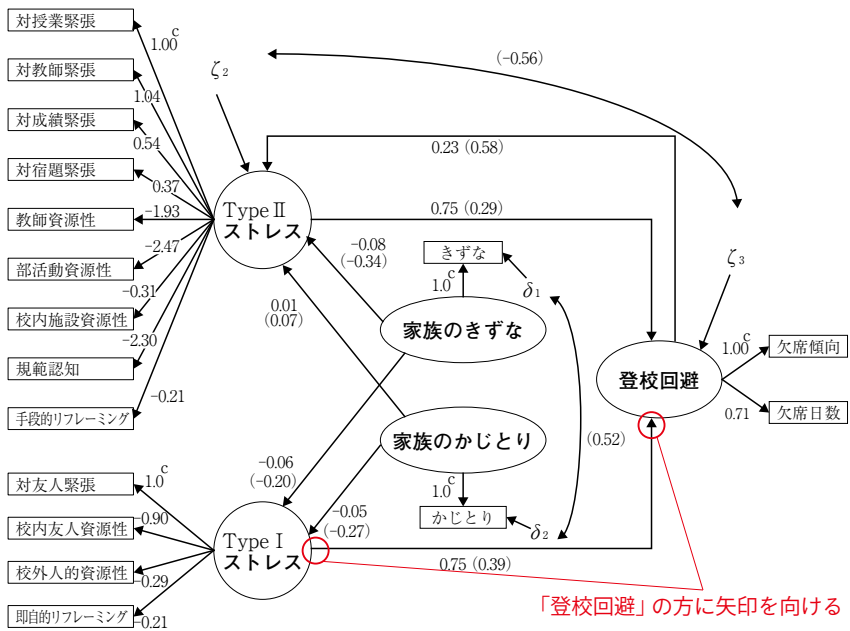 対授業緊張
対教師緊張
対成績緊張
対宿題緊張
教師資源性
部活動資源性
校内施設資源性
規範認知
手段的リフレーミング
1.00 c
1.04
0.54
0.37
-1.93
-2.47
-0.31
-2.30
-0.21
ζ2
(-0.56)
0.23 (0.58)
Type Ⅱ
ストレス
0.75 (0.29)
-0.08
(-0.34)
きずな
1.0 c
δ1
ζ3
0.01
(0.07)
家族のきずな
登校回避
1.00 c
欠席傾向
0.71
欠席日数
家族のかじとり
(0.52)
-0.06
(-0.20)
-0.05
(-0.27)
1.0 c
かじとり
δ2
対友人緊張
校内友人資源性
校外人的資源性
即自的リフレーミング
1.0 c
-0.90
-0.29
-0.21
Type Ⅰ
ストレス
0.75 (0.39)
「登校回避」の方に矢印を向ける